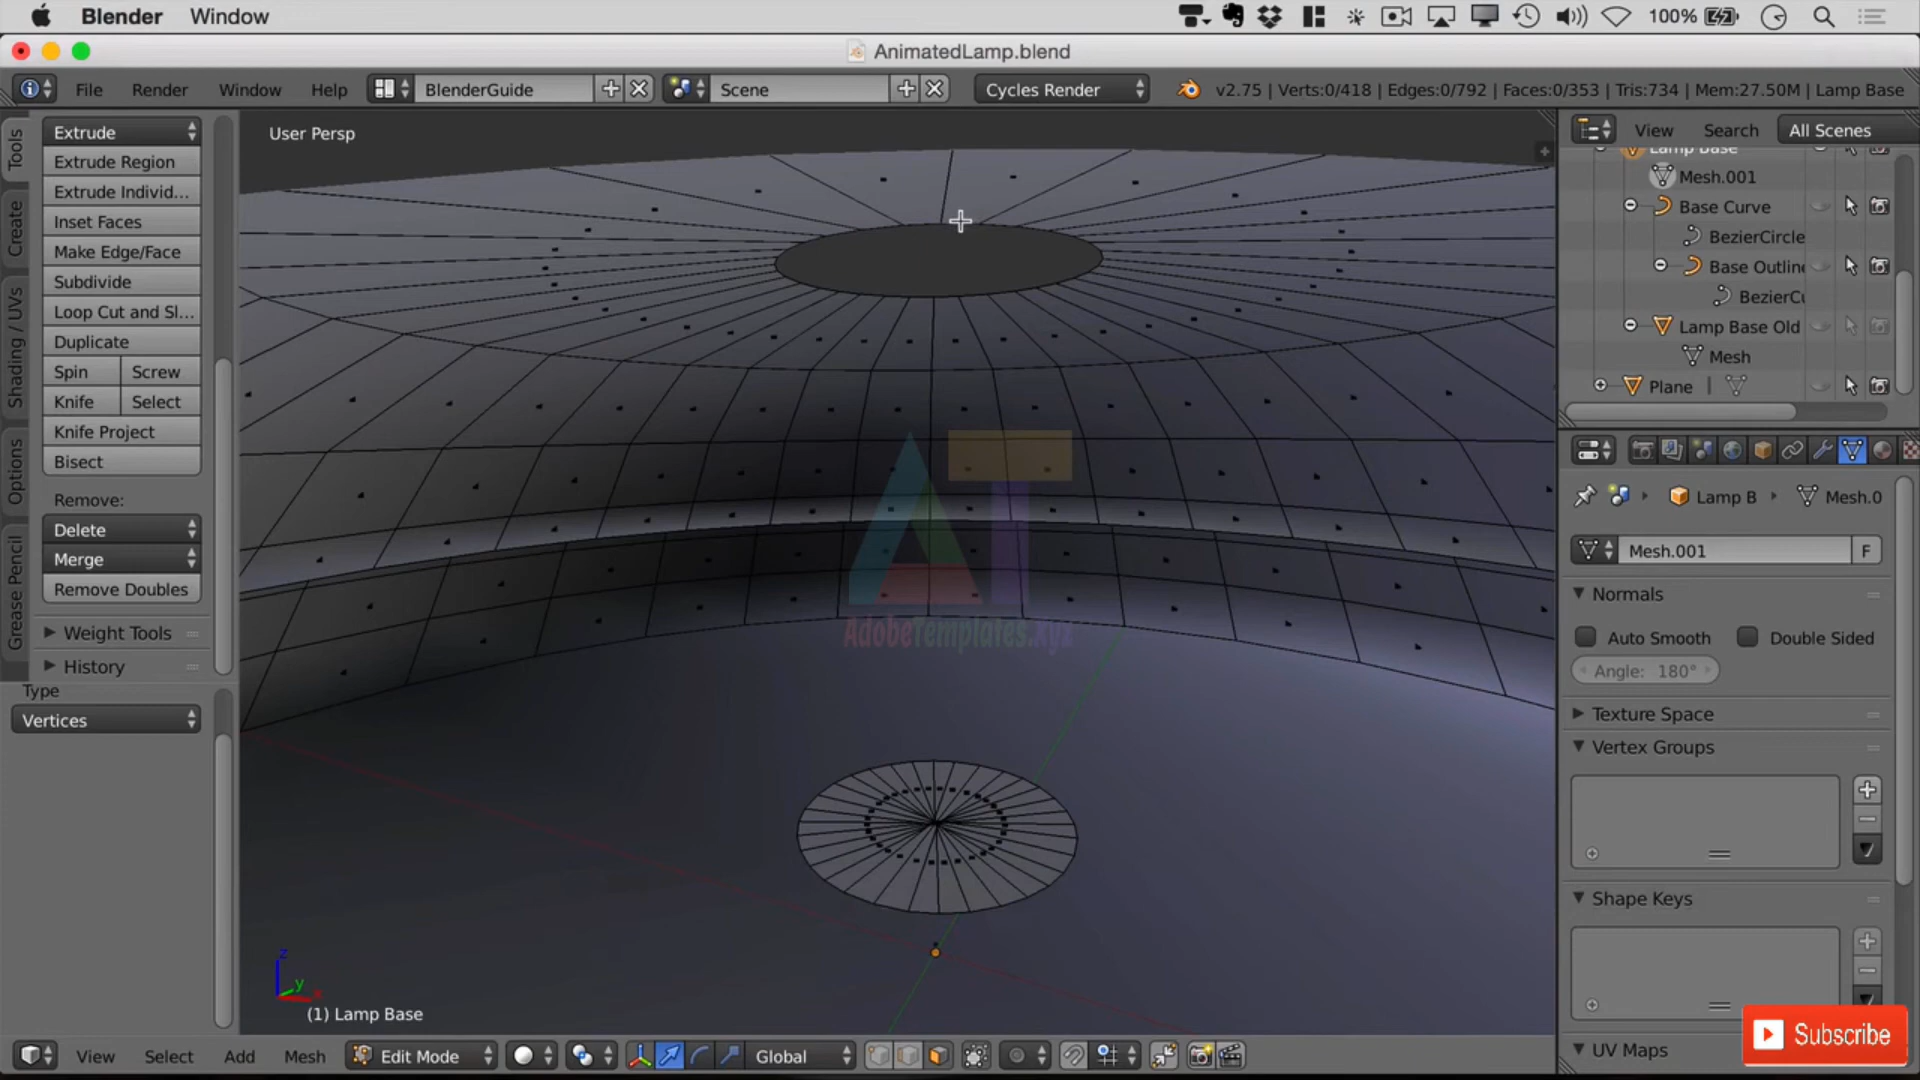 Blender Window 100%
AnimatedLamp.blend
File Render Window Help BlenderGuide Scene Cycles Render v2.75 | Verts:0/418 | Edges:0/792 | Faces:0/353 | Tris:734 | Mem:27.50M | Lamp Base
Tools
Create
Shading / UVs
Options
Grease Pencil
Extrude
Extrude Region
Extrude Individ...
Inset Faces
Make Edge/Face
Subdivide
Loop Cut and Sl...
Duplicate
Spin Screw
Knife Select
Knife Project
Bisect
Remove:
Delete
Merge
Remove Doubles
Weight Tools
History
Type
Vertices
User Persp
AdobeTemplates.xyz
z
y
x
(1) Lamp Base
View Search All Scenes
Lamp Base
Mesh.001
Base Curve
BezierCircle
Base Outline
BezierCu
Lamp Base Old
Mesh
Plane |
Lamp B Mesh.0
Mesh.001 F
Normals
Auto Smooth Double Sided
Angle: 180°
Texture Space
Vertex Groups
Shape Keys
Subscribe
UV Maps
View Select Add Mesh Edit Mode Global